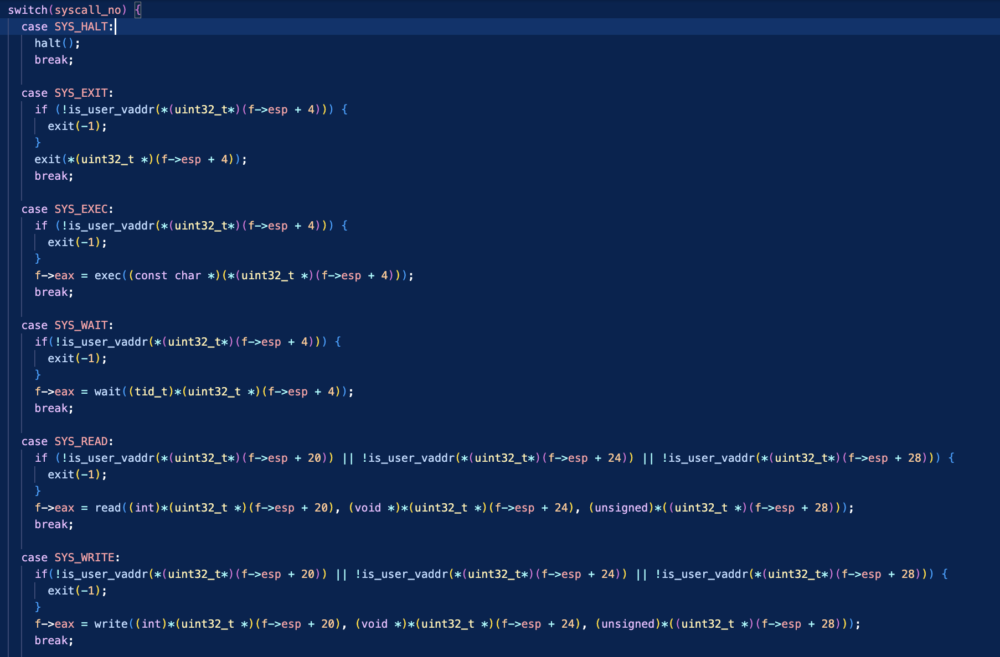 switch(syscall_no) {
  case SYS_HALT:
    halt();
    break;

  case SYS_EXIT:
    if (!is_user_vaddr(*(uint32_t*)(f->esp + 4))) {
      exit(-1);
    }
    exit(*(uint32_t *)(f->esp + 4));
    break;

  case SYS_EXEC:
    if (!is_user_vaddr(*(uint32_t*)(f->esp + 4))) {
      exit(-1);
    }
    f->eax = exec((const char *)(*(uint32_t *)(f->esp + 4)));
    break;

  case SYS_WAIT:
    if(!is_user_vaddr(*(uint32_t*)(f->esp + 4))) {
      exit(-1);
    }
    f->eax = wait((tid_t)*(uint32_t *)(f->esp + 4));
    break;

  case SYS_READ:
    if (!is_user_vaddr(*(uint32_t*)(f->esp + 20)) || !is_user_vaddr(*(uint32_t*)(f->esp + 24)) || !is_user_vaddr(*(uint32_t*)(f->esp + 28))) {
      exit(-1);
    }
    f->eax = read((int)*(uint32_t *)(f->esp + 20), (void *)*(uint32_t *)(f->esp + 24), (unsigned)*((uint32_t *)(f->esp + 28)));
    break;

  case SYS_WRITE:
    if(!is_user_vaddr(*(uint32_t*)(f->esp + 20)) || !is_user_vaddr(*(uint32_t*)(f->esp + 24)) || !is_user_vaddr(*(uint32_t*)(f->esp + 28))) {
      exit(-1);
    }
    f->eax = write((int)*(uint32_t *)(f->esp + 20), (void *)*(uint32_t *)(f->esp + 24), (unsigned)*((uint32_t *)(f->esp + 28)));
    break;